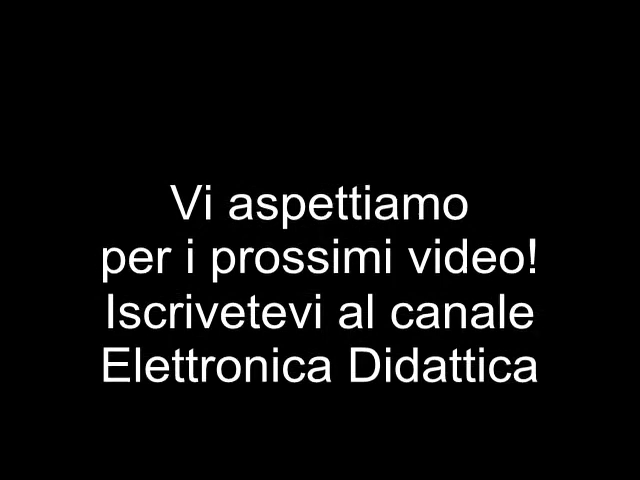 Vi aspettiamo
per i prossimi video!
Iscrivetevi al canale
Elettronica Didattica